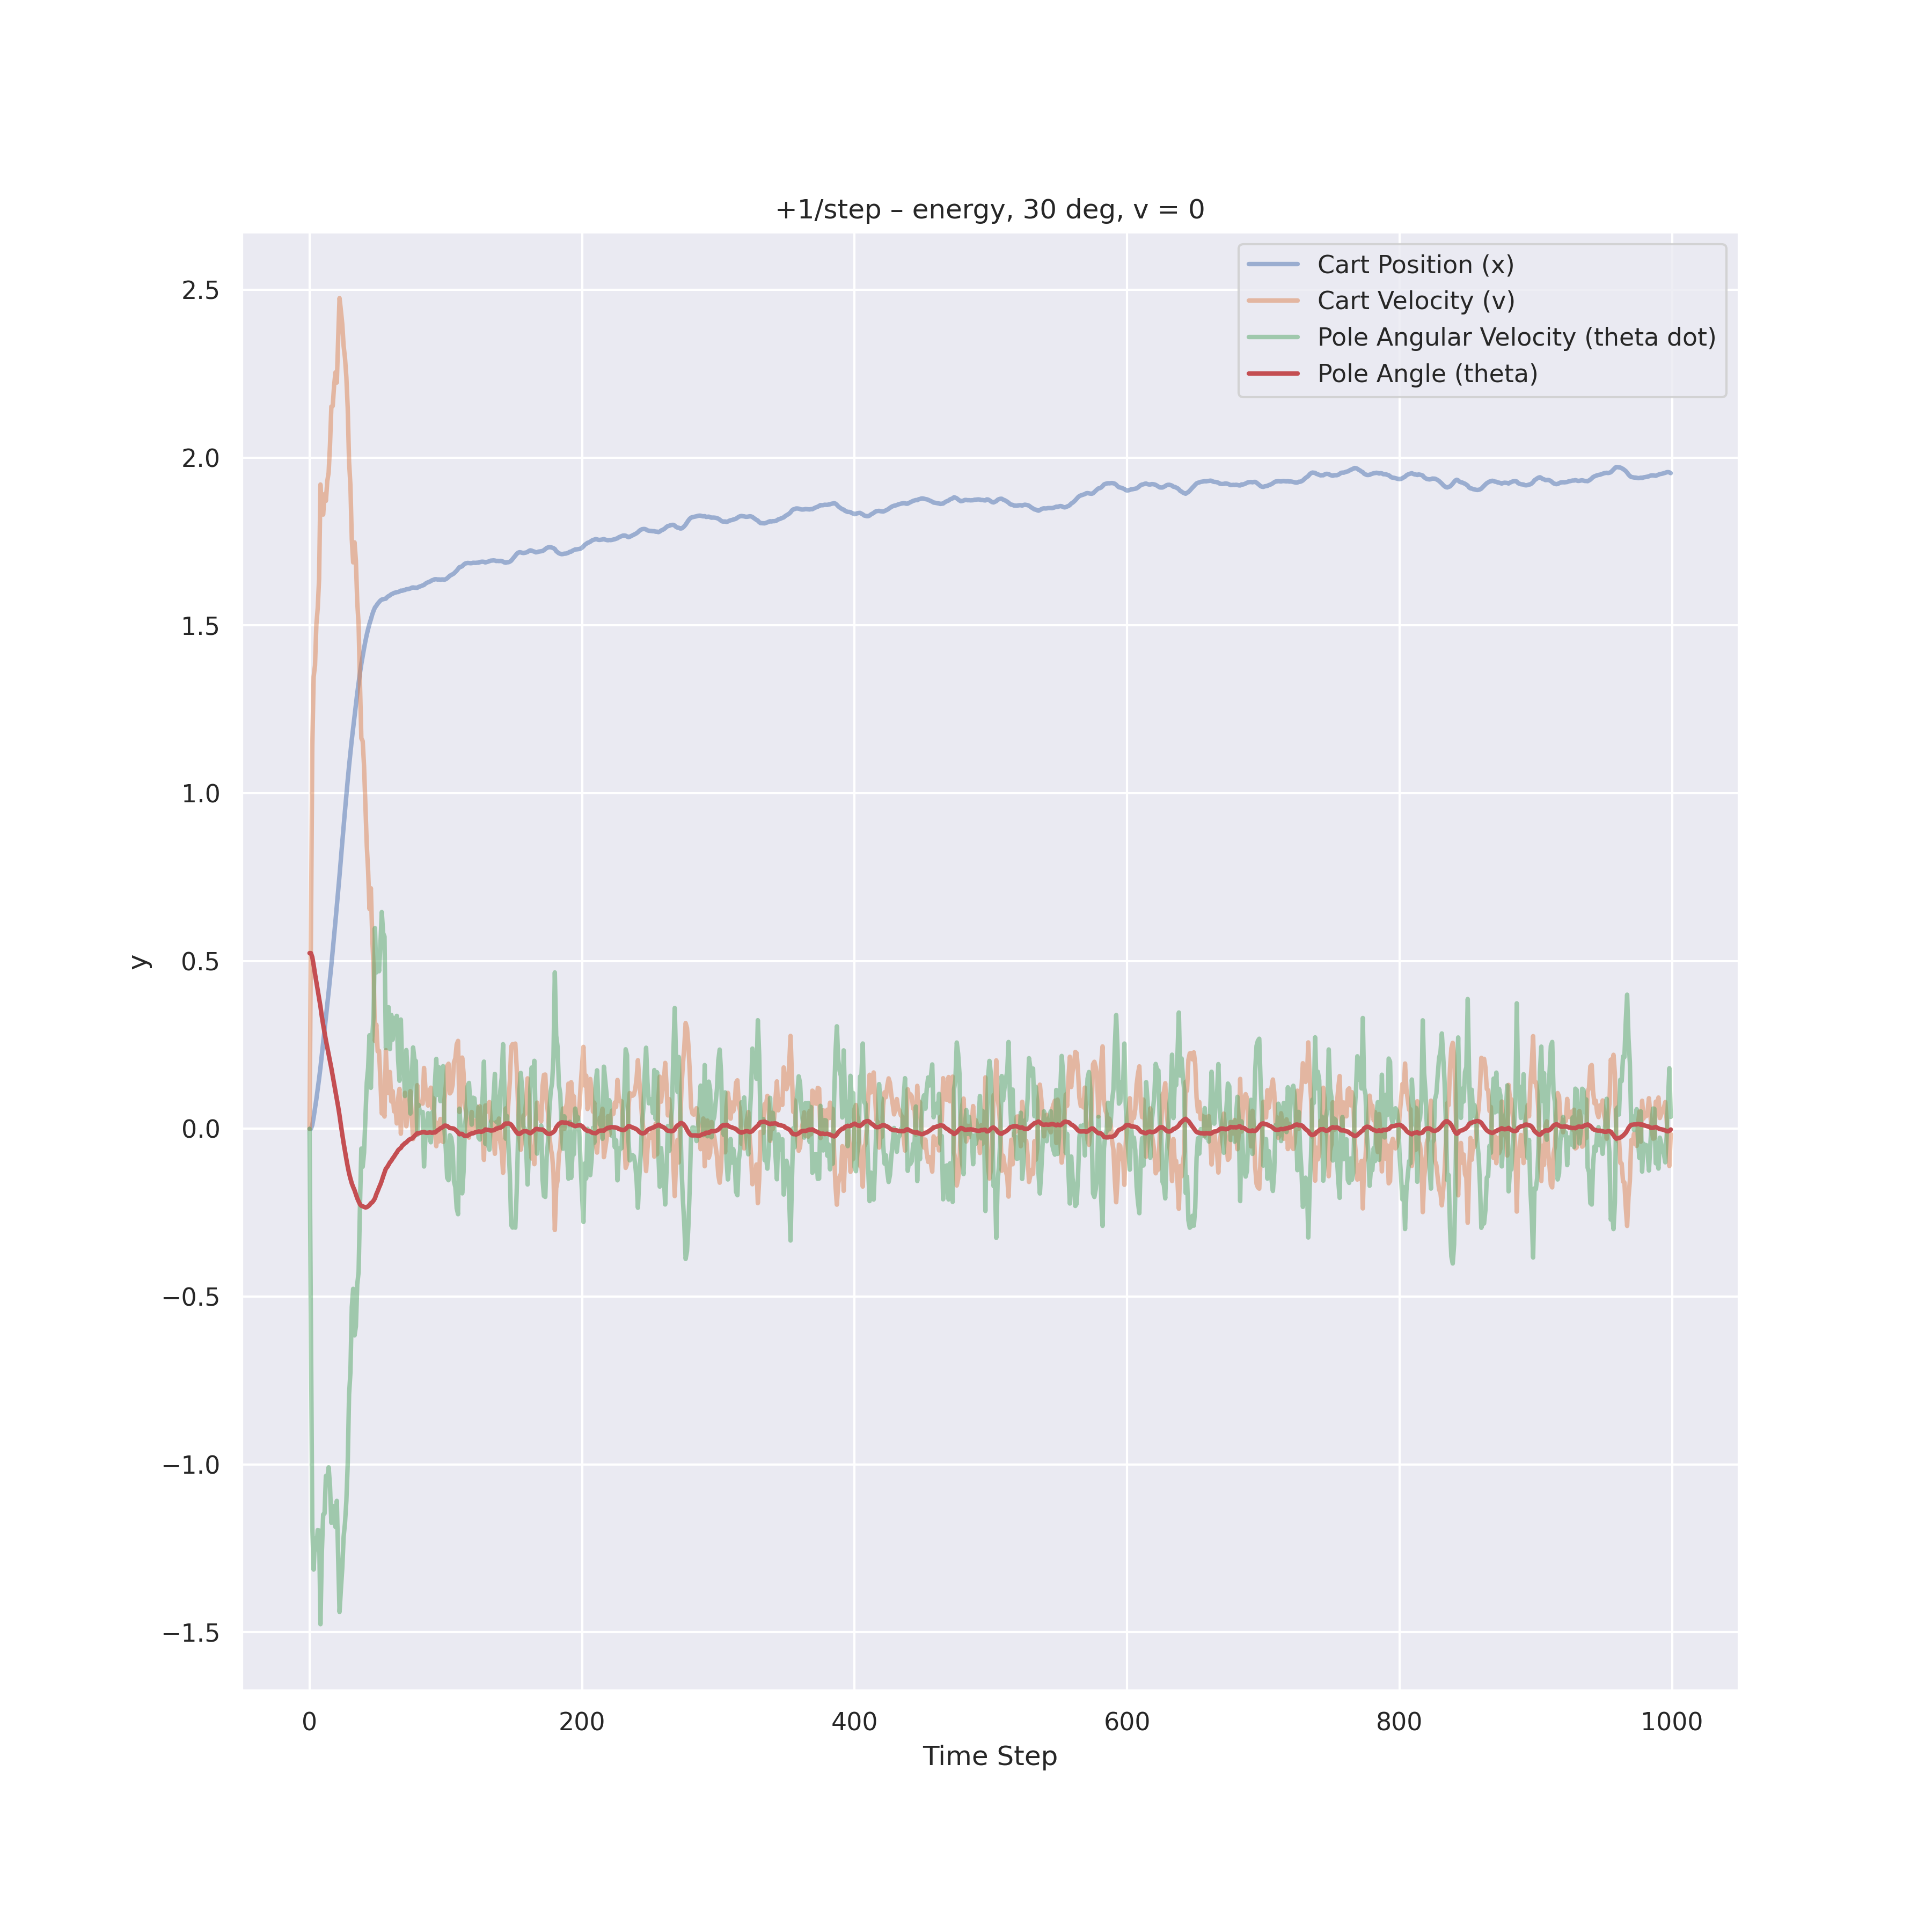 +1/step – energy, 30 deg, v = 0
Cart Position (x)
Cart Velocity (v)
Pole Angular Velocity (theta dot)
Pole Angle (theta)
y
2.5
2.0
1.5
1.0
0.5
0.0
−0.5
−1.0
−1.5
0 200 400 600 800 1000
Time Step